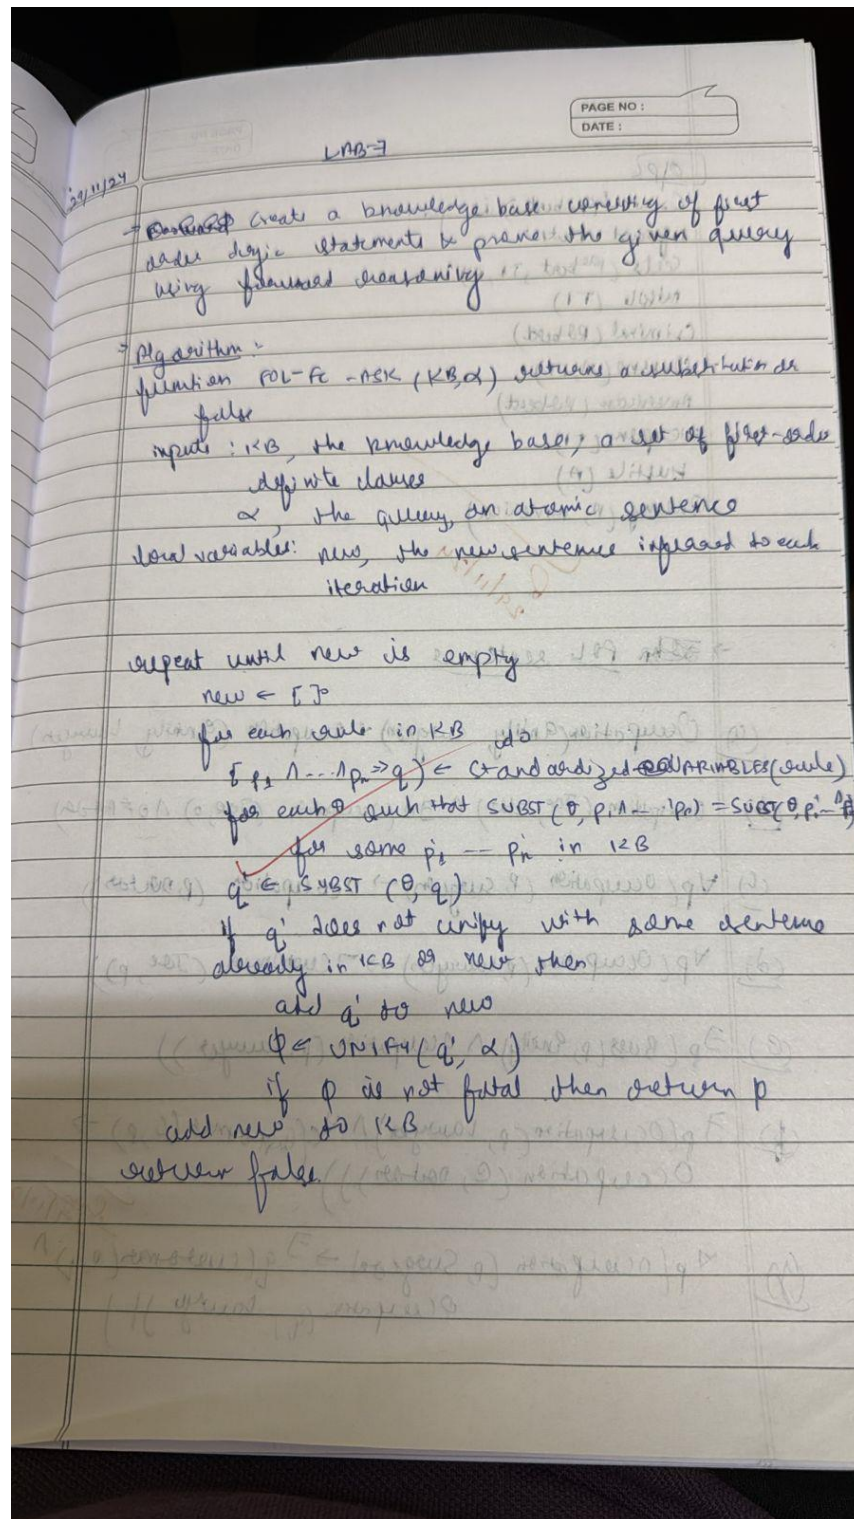 PAGE NO :
DATE :
LAB-7
29/11/24
→ Create a knowledge base consisting of first
order logic statements & prove the given query
using forward reasoning
→ Algorithm :-
function FOL-FC-ASK (KB, α) returns a substitution or
false
inputs : KB, the knowledge base, a set of first-order
definite clauses
α, the query, an atomic sentence
local variables: new, the new sentence inferred to each
iteration
repeat until new is empty
new ← [ ]
for each rule in KB do
[p1 ∧ ... ∧ pn ⇒ q) ← Standardized VARIABLES(rule)
for each θ such that SUBST (θ, p1 ∧ ... pn) = SUBST(θ, p1' ...
for some p1' --- pn' in KB
q' ← SUBST (θ, q)
if q' does not unify with some sentence
already in KB or new then
add q' to new
Φ ← UNIFY(q', α)
if φ is not fatal then return p
add new to KB
return false.